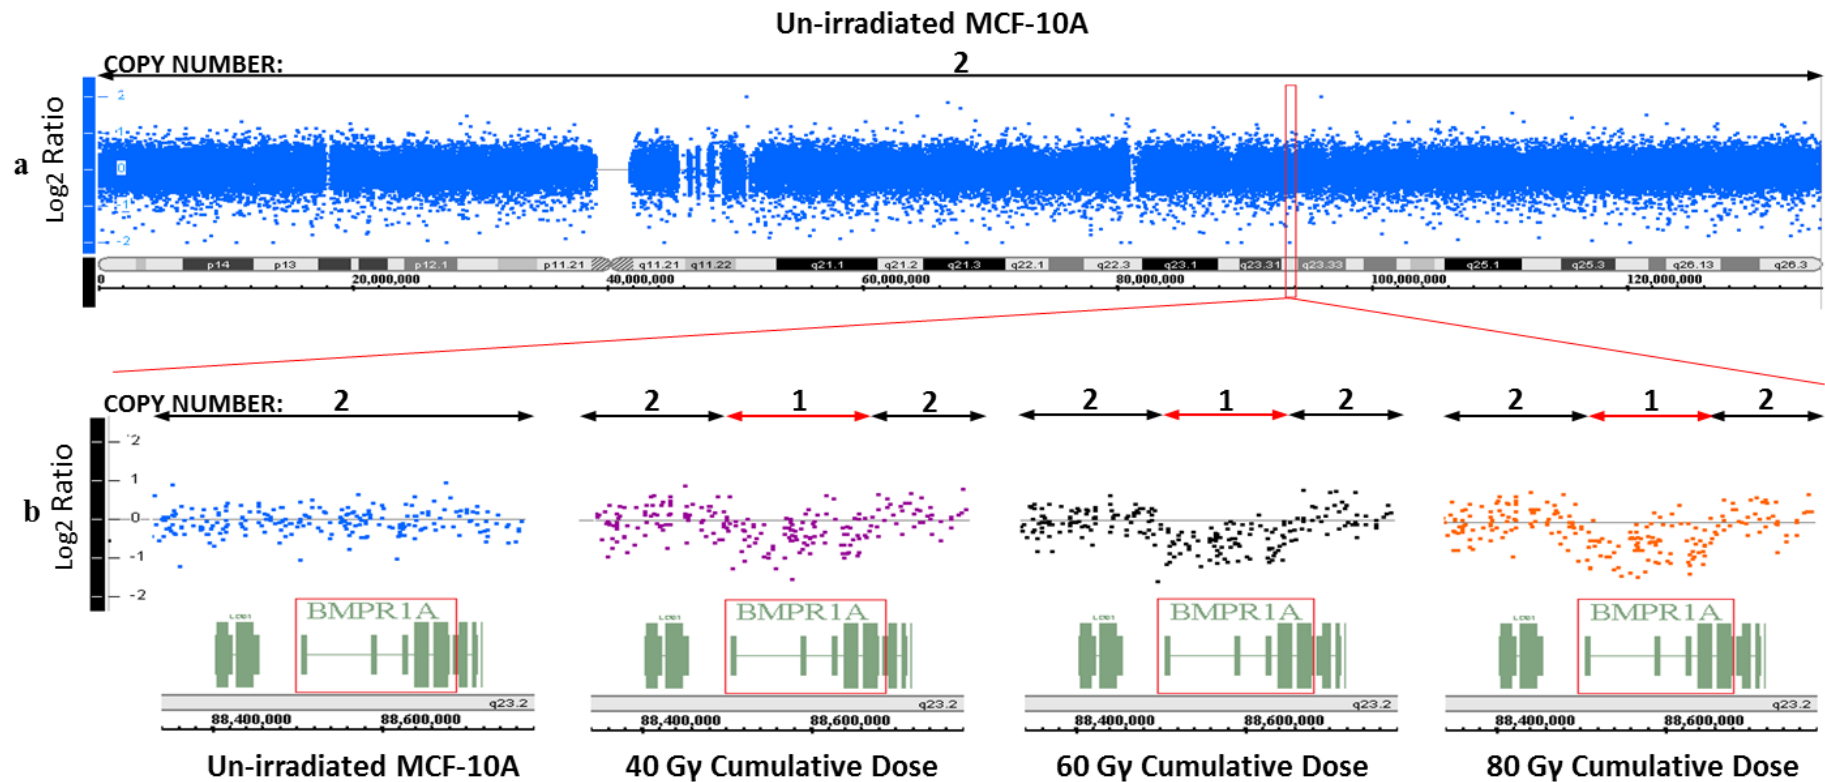 Un-irradiated MCF-10A
COPY NUMBER: 2
a
Log2 Ratio
2
1
0
-1
-2
p14 p13 p12.1 p11.21 q11.21 q11.22 q21.1 q21.2 q21.3 q22.1 q22.3 q23.1 q23.31 q23.33 q25.1 q25.3 q26.13 q26.3
0 20,000,000 40,000,000 60,000,000 80,000,000 100,000,000 120,000,000
COPY NUMBER: 2 2 1 2 2 1 2 2 1 2
b
Log2 Ratio
2
1
0
-1
-2
BMPR1A BMPR1A BMPR1A BMPR1A
q23.2 q23.2 q23.2 q23.2
88,400,000 88,600,000 88,400,000 88,600,000 88,400,000 88,600,000 88,400,000 88,600,000
Un-irradiated MCF-10A 40 Gγ Cumulative Dose 60 Gγ Cumulative Dose 80 Gγ Cumulative Dose